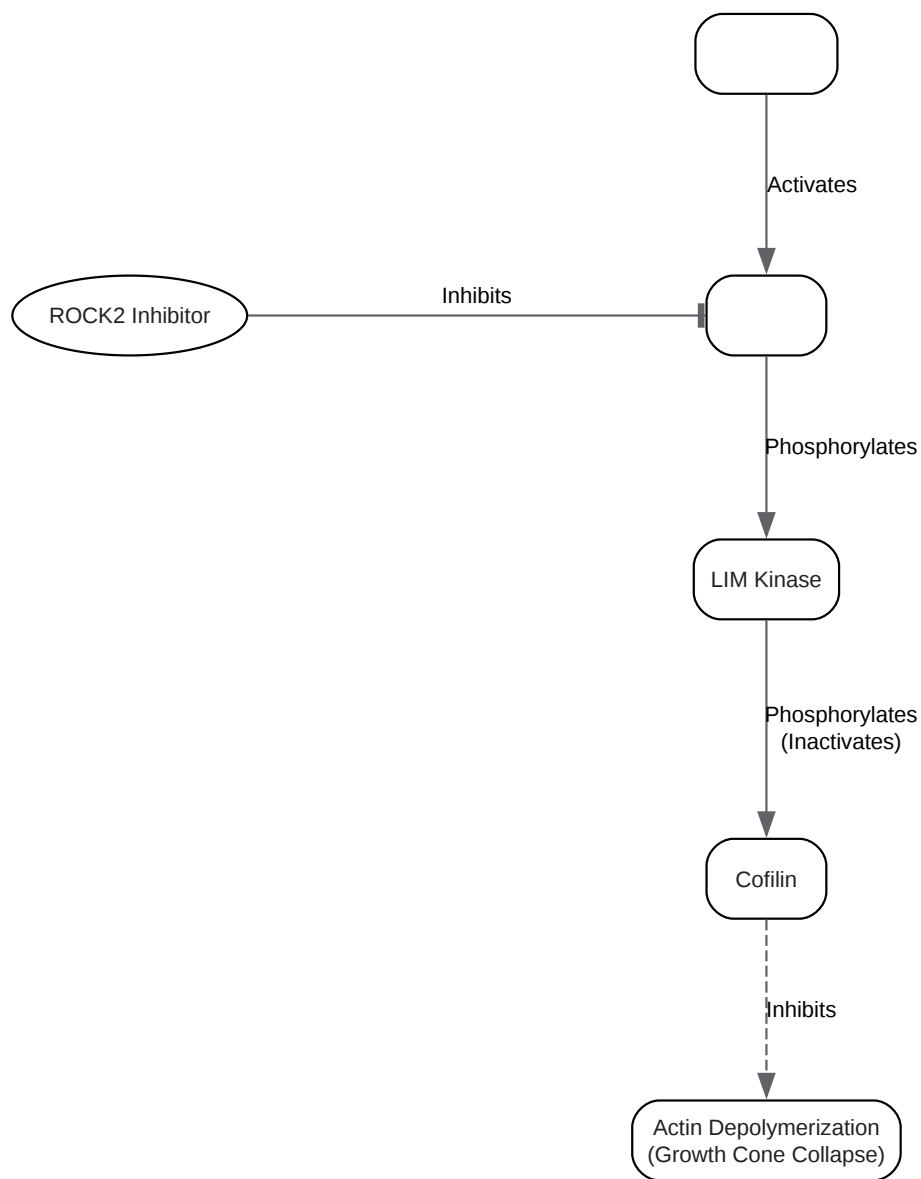 Activates
ROCK2 Inhibitor
Inhibits
Phosphorylates
LIM Kinase
Phosphorylates
(Inactivates)
Cofilin
Inhibits
Actin Depolymerization
(Growth Cone Collapse)